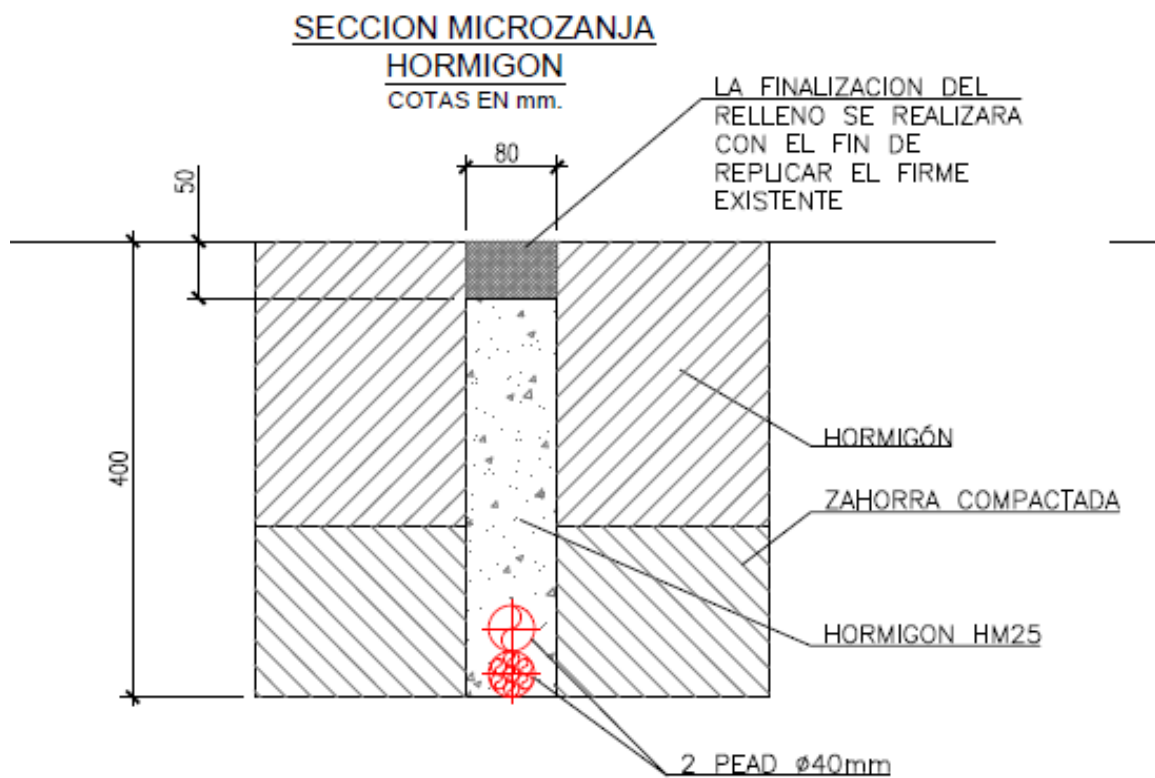 SECCION MICROZANJA
HORMIGON
COTAS EN mm.
LA FINALIZACION DEL
RELLENO SE REALIZARA
CON EL FIN DE
REPLICAR EL FIRME
EXISTENTE
80
50
400
HORMIGÓN
ZAHORRA COMPACTADA
HORMIGON HM25
2 PEAD ø40mm